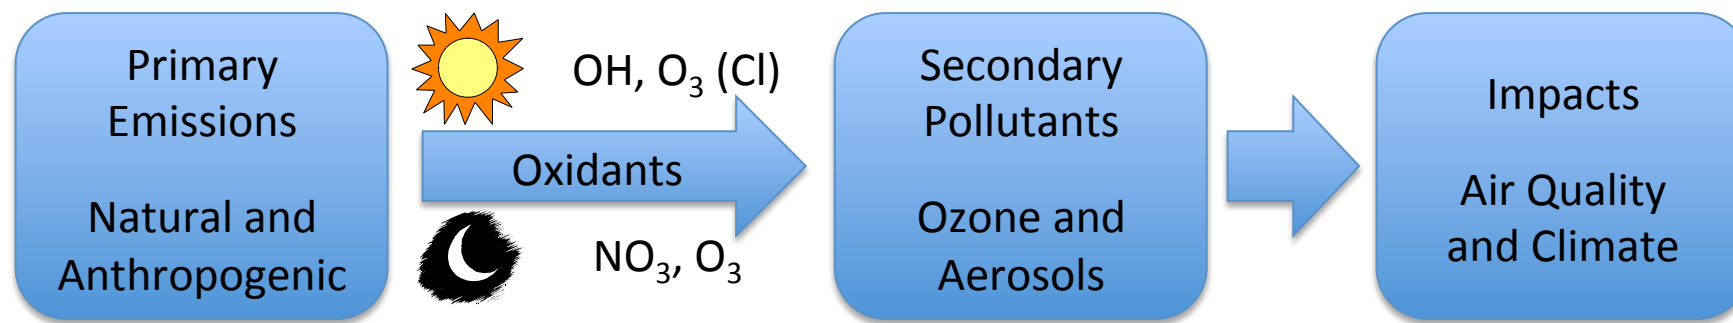 Primary
Emissions
Natural and
Anthropogenic
OH, O₃ (Cl)
Oxidants
NO₃, O₃
Secondary
Pollutants
Ozone and
Aerosols
Impacts
Air Quality
and Climate